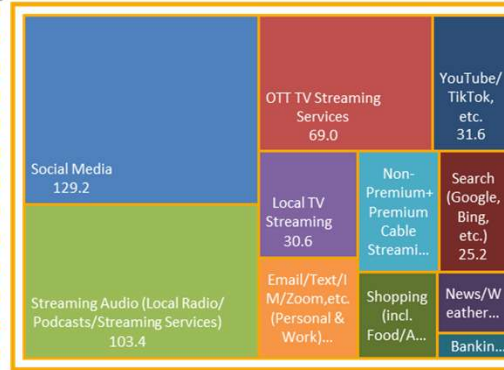 Social Media
129.2
Streaming Audio (Local Radio/
Podcasts/Streaming Services)
103.4
OTT TV Streaming
Services
69.0
YouTube/
TikTok,
etc.
31.6
Local TV
Streaming
30.6
Non-
Premium+
Premium
Cable
Streami...
Search
(Google,
Bing,
etc.)
25.2
Email/Text/I
M/Zoom,etc.
(Personal &
Work)...
Shopping
(incl.
Food/A...
News/W
eather...
Bankin...